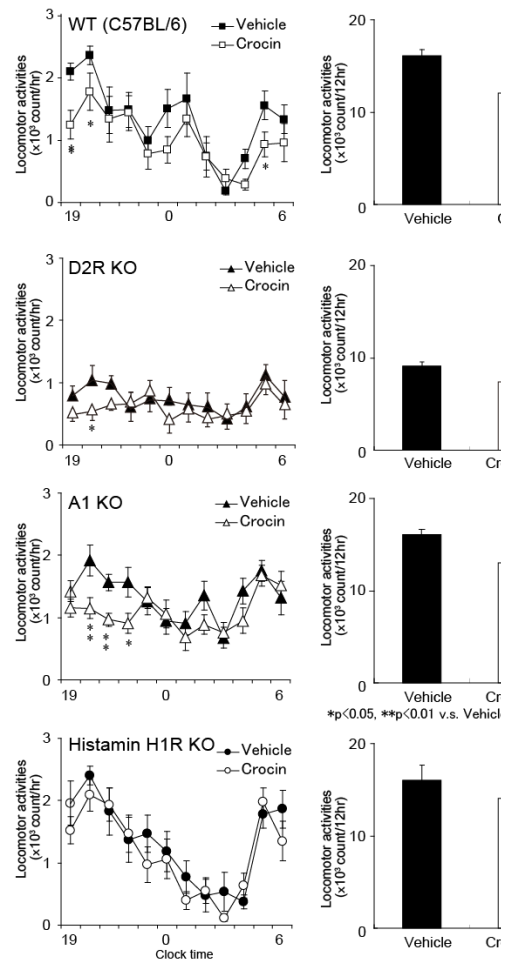 WT (C57BL/6)
Vehicle
Crocin
Locomotor activities
(×10³ count/hr)
3
2
1
0
19
0
6
*
*
*
*
Locomotor activities
(×10³ count/12hr)
20
10
0
Vehicle
D2R KO
Vehicle
Crocin
Locomotor activities
(×10³ count/hr)
3
2
1
0
19
0
6
*
Locomotor activities
(×10³ count/12hr)
20
10
0
Vehicle
Cr
A1 KO
Vehicle
Crocin
Locomotor activities
(×10³ count/hr)
3
2
1
0
19
0
6
*
*
*
*
*
Locomotor activities
(×10³ count/12hr)
20
10
0
Vehicle
Cr
*p<0.05, **p<0.01 v.s. Vehicle
Histamin H1R KO
Vehicle
Crocin
Locomotor activities
(×10³ count/hr)
3
2
1
0
19
0
6
Clock time
Locomotor activities
(×10³ count/12hr)
20
10
0
Vehicle
Cr